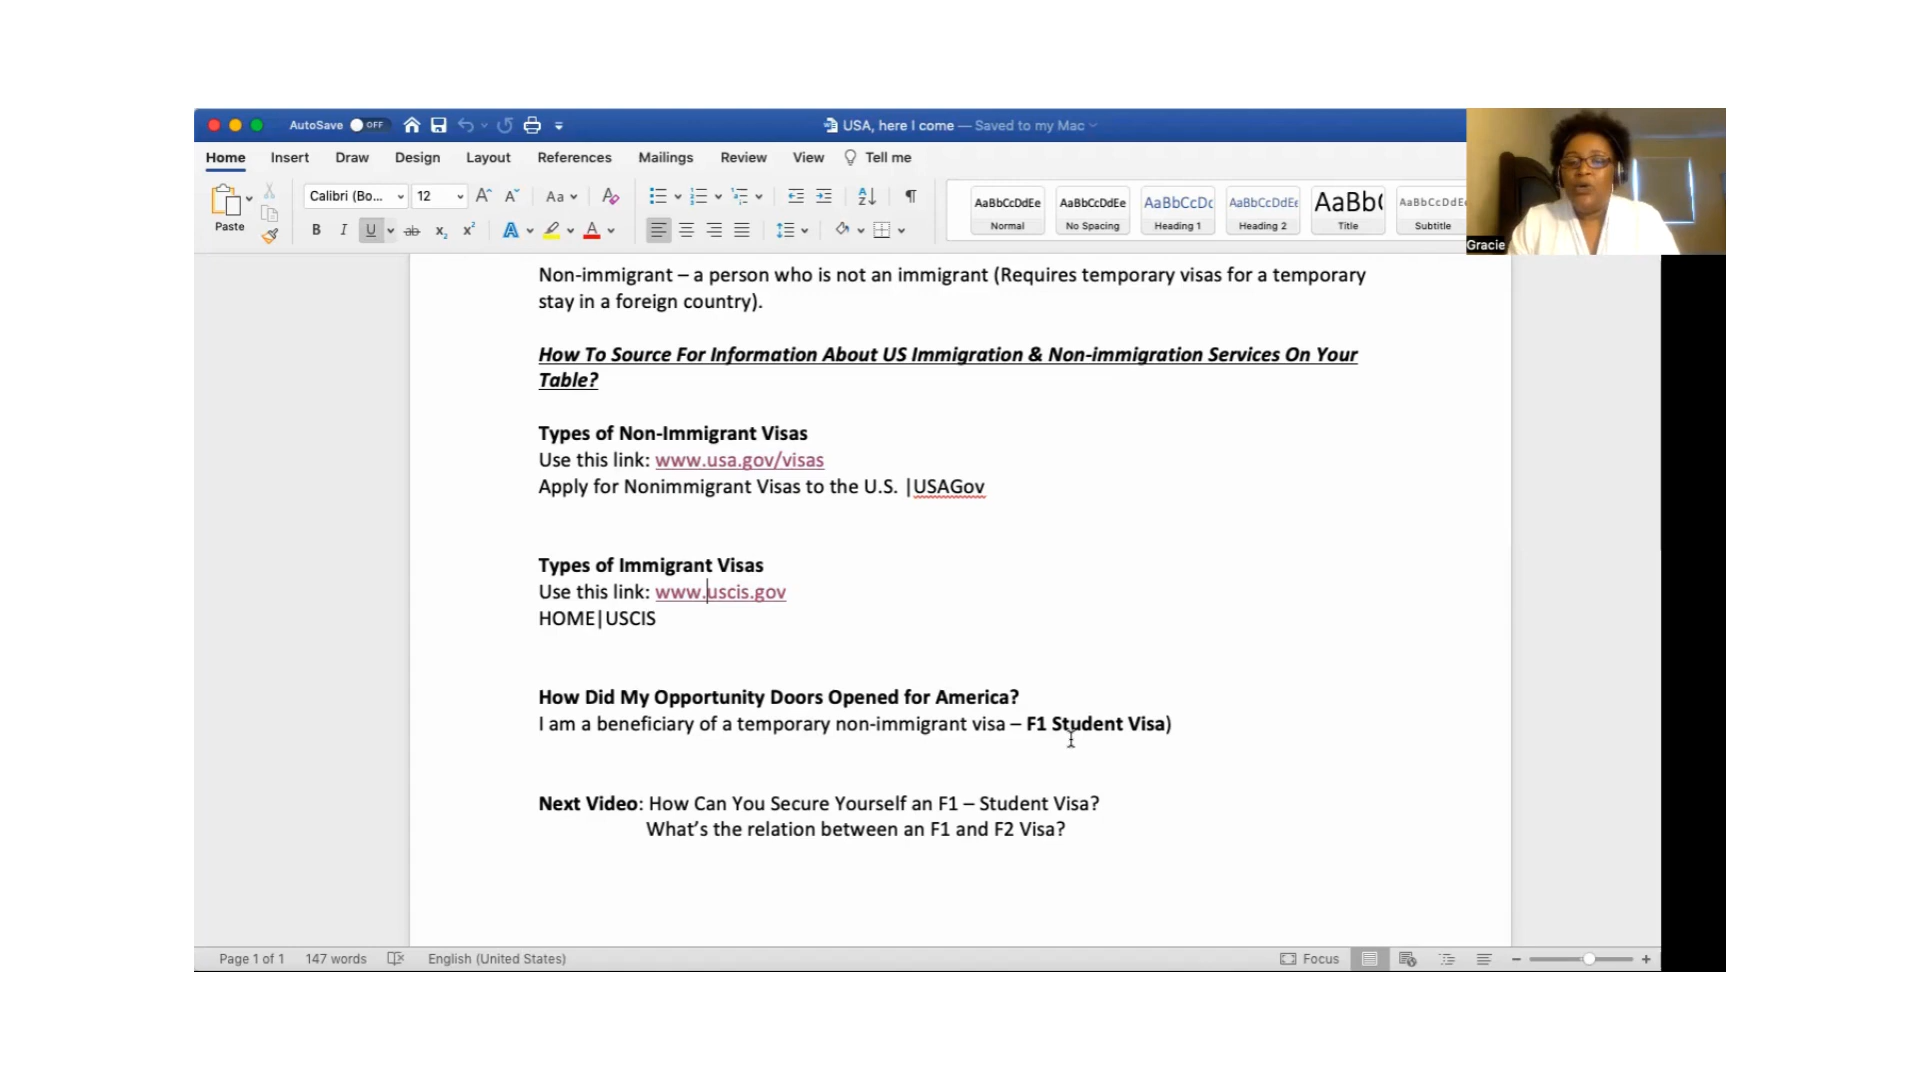 AutoSave OFF
USA, here I come — Saved to my Mac
Home Insert Draw Design Layout References Mailings Review View Tell me
Paste
Calibri (Bo... 12 Aa
B I U ab x₂ x² A A
AaBbCcDdEe Normal
AaBbCcDdEe No Spacing
AaBbCcDc Heading 1
AaBbCcDdEe Heading 2
AaBb( Title
AaBbCcDdEe Subtitle
Gracie
Non-immigrant – a person who is not an immigrant (Requires temporary visas for a temporary
stay in a foreign country).
How To Source For Information About US Immigration & Non-immigration Services On Your
Table?
Types of Non-Immigrant Visas
Use this link: www.usa.gov/visas
Apply for Nonimmigrant Visas to the U.S. |USAGov
Types of Immigrant Visas
Use this link: www.uscis.gov
HOME|USCIS
How Did My Opportunity Doors Opened for America?
I am a beneficiary of a temporary non-immigrant visa – F1 Student Visa)
Next Video: How Can You Secure Yourself an F1 – Student Visa?
What's the relation between an F1 and F2 Visa?
Page 1 of 1 147 words English (United States) Focus